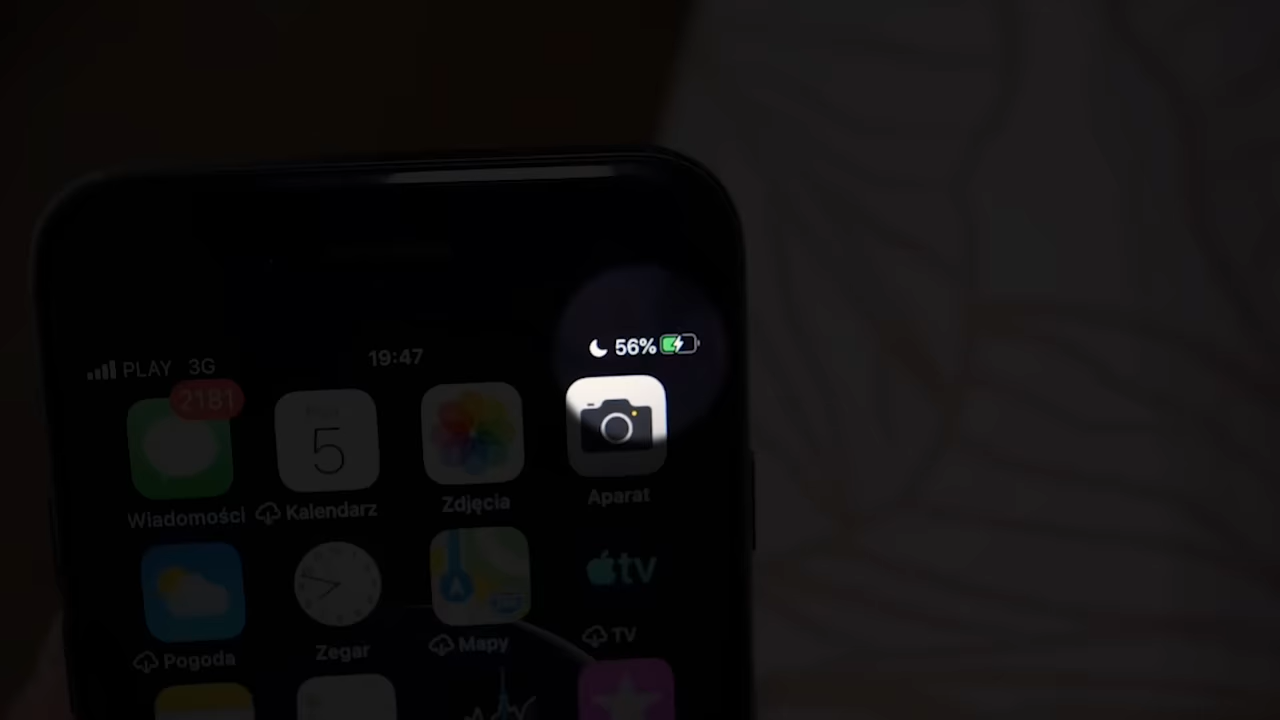 PLAY 3G 19:47 56%
2181
5
Wiadomości Kalendarz Zdjęcia Aparat
tv
Pogoda Zegar Mapy TV